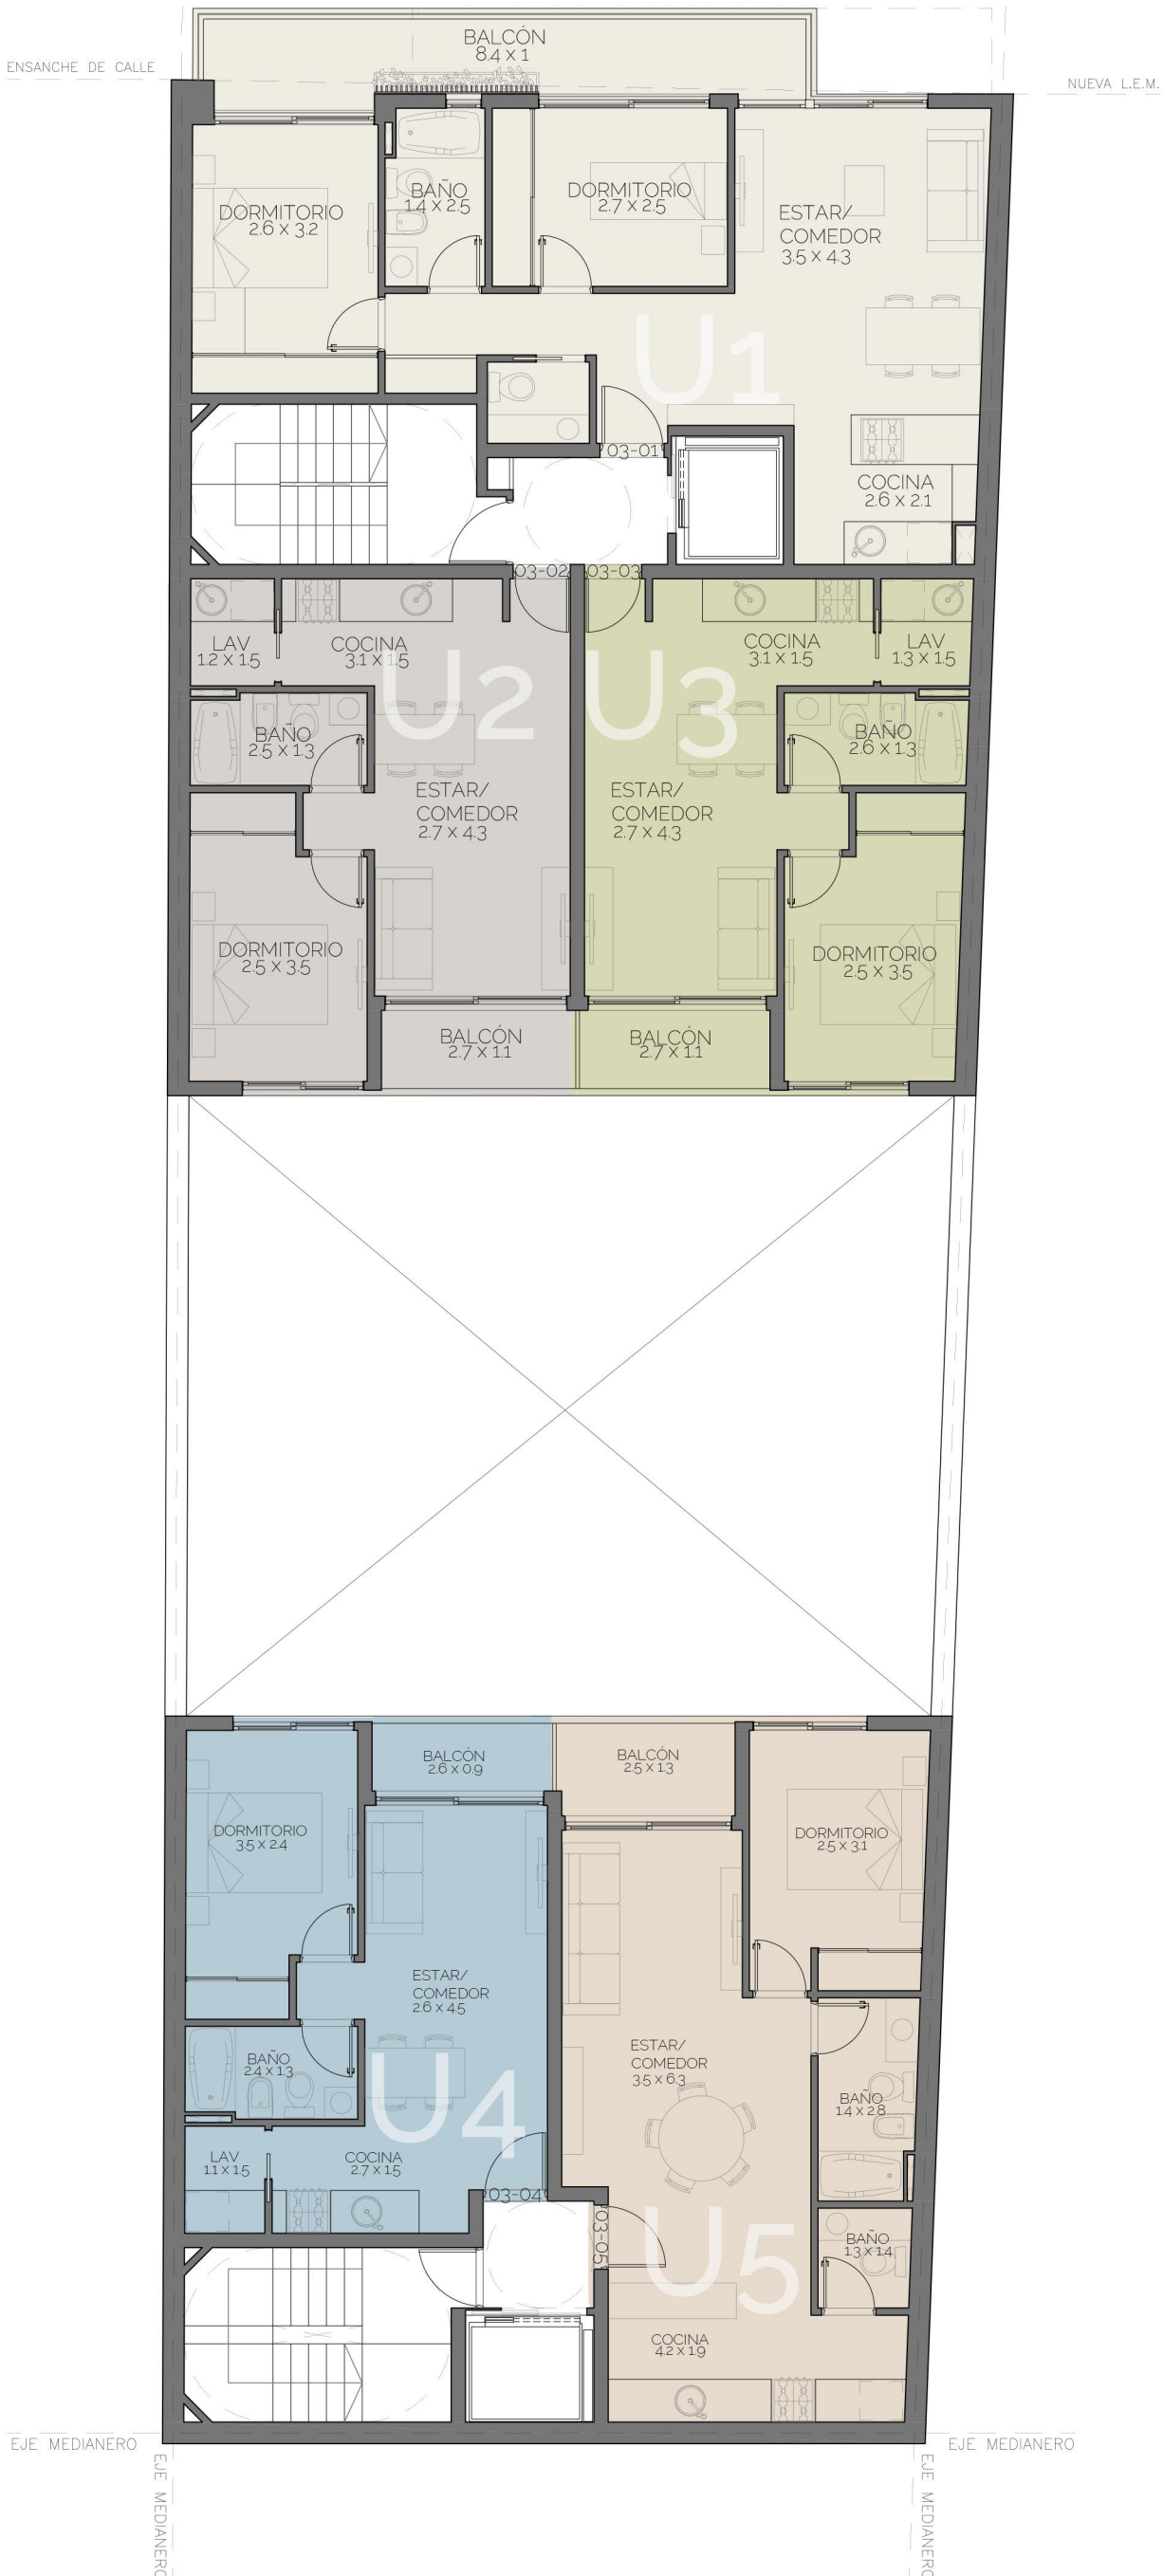 BALCÓN
8.4 x 1
ENSANCHE DE CALLE
NUEVA L.E.M.
DORMITORIO
2.6 x 3.2
BAÑO
1.4 x 2.5
DORMITORIO
2.7 x 2.5
ESTAR/
COMEDOR
3.5 x 4.3
U1
03-01
COCINA
2.6 x 2.1
03-02
03-03
LAV
1.2 x 1.5
COCINA
3.1 x 1.5
COCINA
3.1 x 1.5
LAV
1.3 x 1.5
U2
U3
BAÑO
2.5 x 1.3
BAÑO
2.6 x 1.3
ESTAR/
COMEDOR
2.7 x 4.3
ESTAR/
COMEDOR
2.7 x 4.3
DORMITORIO
2.5 x 3.5
DORMITORIO
2.5 x 3.5
BALCÓN
2.7 x 1.1
BALCÓN
2.7 x 1.1
BALCÓN
2.6 x 0.9
BALCÓN
2.5 x 1.3
DORMITORIO
3.5 x 2.4
DORMITORIO
2.5 x 3.1
ESTAR/
COMEDOR
2.6 x 4.5
ESTAR/
COMEDOR
3.5 x 6.3
BAÑO
2.4 x 1.3
U4
BAÑO
1.4 x 2.8
LAV
1.1 x 1.5
COCINA
2.7 x 1.5
03-04
03-05
U5
BAÑO
1.3 x 1.4
COCINA
4.2 x 1.9
EJE MEDIANERO
EJE MEDIANERO
EJE MEDIANERO
EJE MEDIANERO